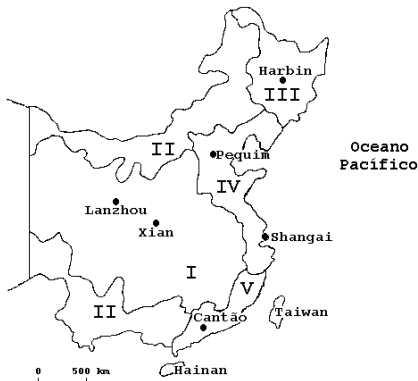 Harbin
III
Oceano
Pacífico
II
Pequim
IV
Lanzhou
Xian
Shangai
I
V
II
Taiwan
Cantão
Hainan
0 500 km